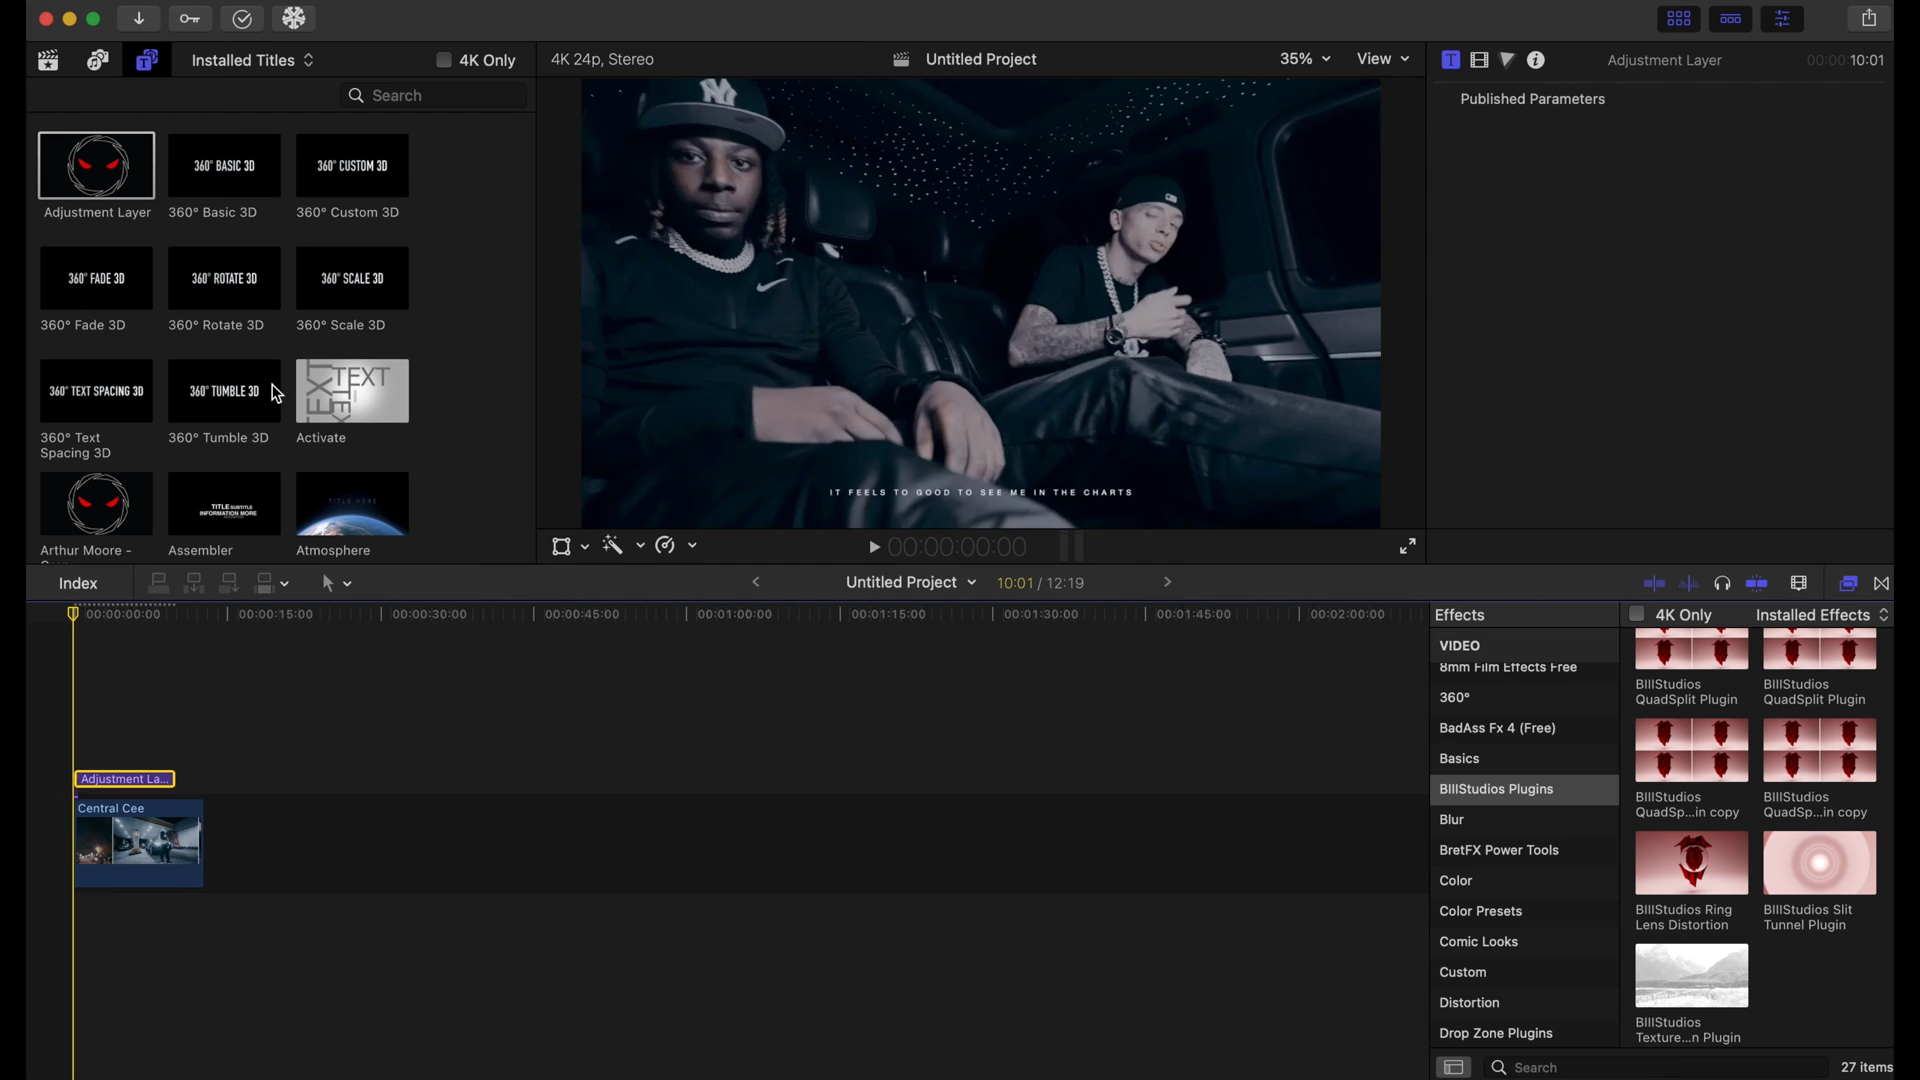 Installed Titles
4K Only
4K 24p, Stereo
Untitled Project
35%
View
Adjustment Layer
00:00:10:01
Search
Published Parameters
360° BASIC 3D
360° CUSTOM 3D
Adjustment Layer
360° Basic 3D
360° Custom 3D
360° FADE 3D
360° ROTATE 3D
360° SCALE 3D
360° Fade 3D
360° Rotate 3D
360° Scale 3D
360° TEXT SPACING 3D
360° TUMBLE 3D
TEXT
TEXT
360° Text
Spacing 3D
360° Tumble 3D
Activate
TITLE SUBTITLE
INFORMATION MORE
TITLE HERE
Arthur Moore -
Assembler
Atmosphere
IT FEELS TO GOOD TO SEE ME IN THE CHARTS
00:00:00:00
Index
Untitled Project
10:01 / 12:19
00:00:00:00
00:00:15:00
00:00:30:00
00:00:45:00
00:01:00:00
00:01:15:00
00:01:30:00
00:01:45:00
00:02:00:00
Adjustment La...
Central Cee
Effects
4K Only
Installed Effects
VIDEO
8mm Film Effects Free
360°
BadAss Fx 4 (Free)
Basics
BIIIStudios Plugins
Blur
BretFX Power Tools
Color
Color Presets
Comic Looks
Custom
Distortion
Drop Zone Plugins
BIIIStudios
QuadSplit Plugin
BIIIStudios
QuadSplit Plugin
BIIIStudios
QuadSp...in copy
BIIIStudios
QuadSp...in copy
BIIIStudios Ring
Lens Distortion
BIIIStudios Slit
Tunnel Plugin
BIIIStudios
Texture...n Plugin
Search
27 items